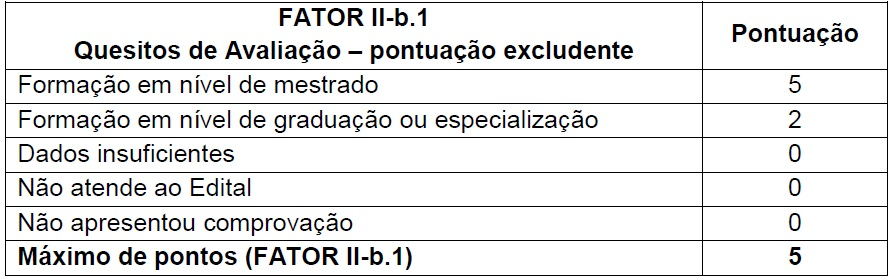 FATOR II-b.1
Quesitos de Avaliação – pontuação excludente
Pontuação
Formação em nível de mestrado 5
Formação em nível de graduação ou especialização 2
Dados insuficientes 0
Não atende ao Edital 0
Não apresentou comprovação 0
Máximo de pontos (FATOR II-b.1) 5